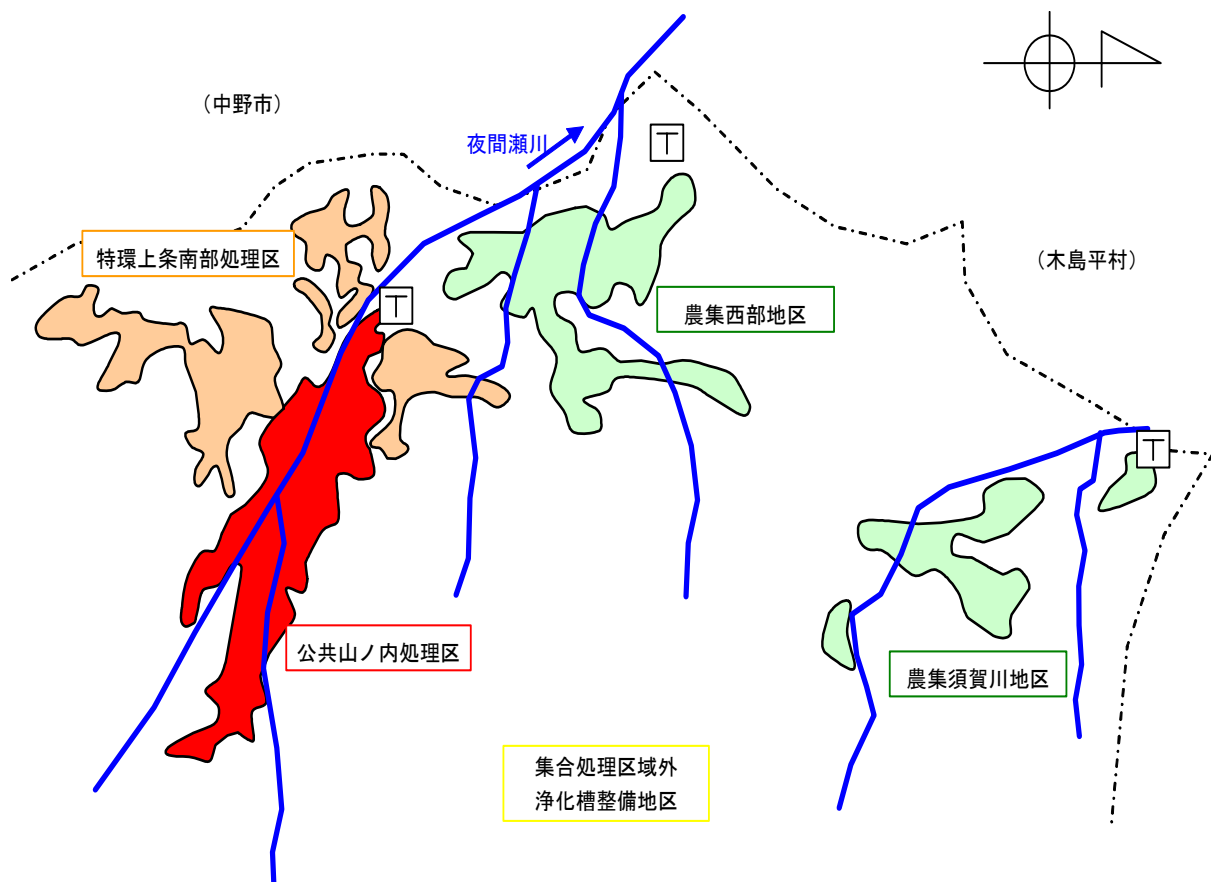 （中野市）
夜間瀬川
T
特環上条南部処理区
（木島平村）
T
農集西部地区
T
公共山ノ内処理区
農集須賀川地区
集合処理区域外
浄化槽整備地区